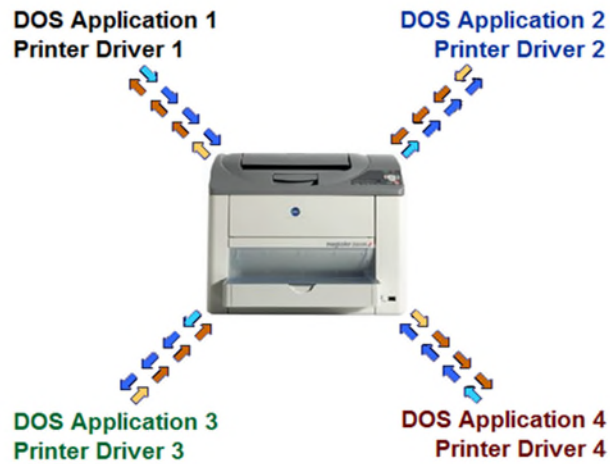 DOS Application 1
Printer Driver 1
DOS Application 2
Printer Driver 2
DOS Application 3
Printer Driver 3
DOS Application 4
Printer Driver 4